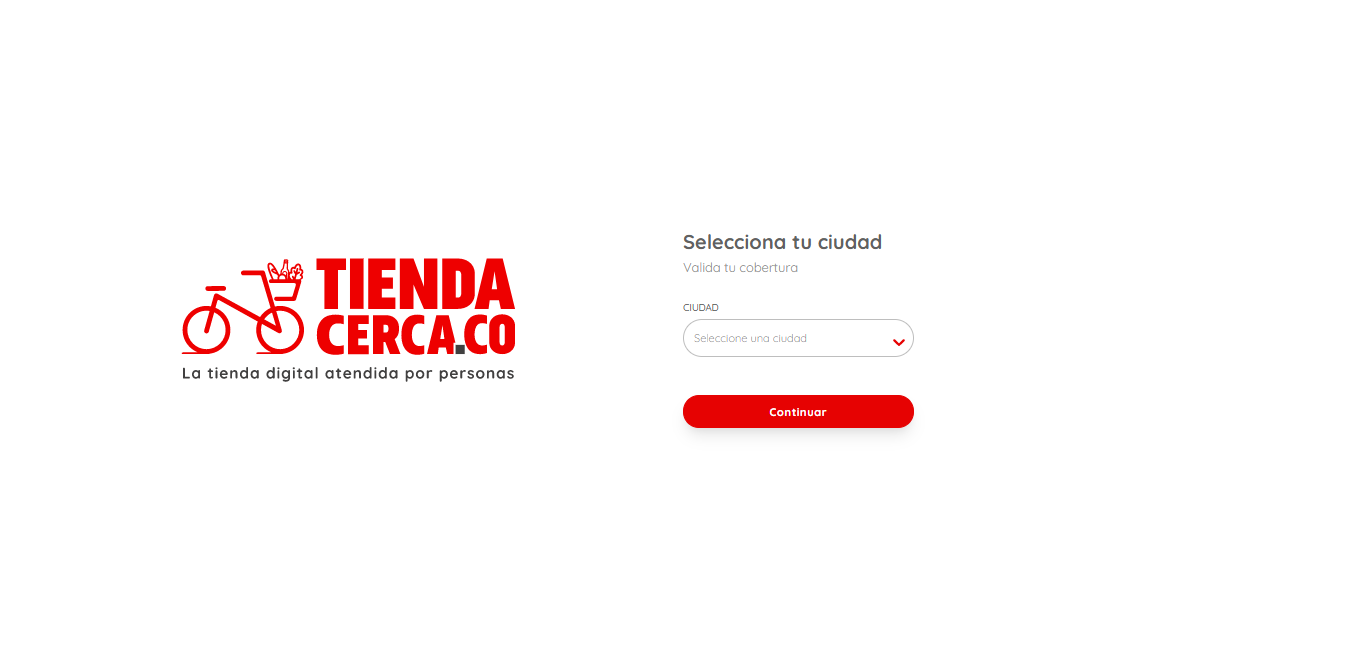 TIENDA
CERCA.CO
La tienda digital atendida por personas
Selecciona tu ciudad
Valida tu cobertura
CIUDAD
Seleccione una ciudad
Continuar